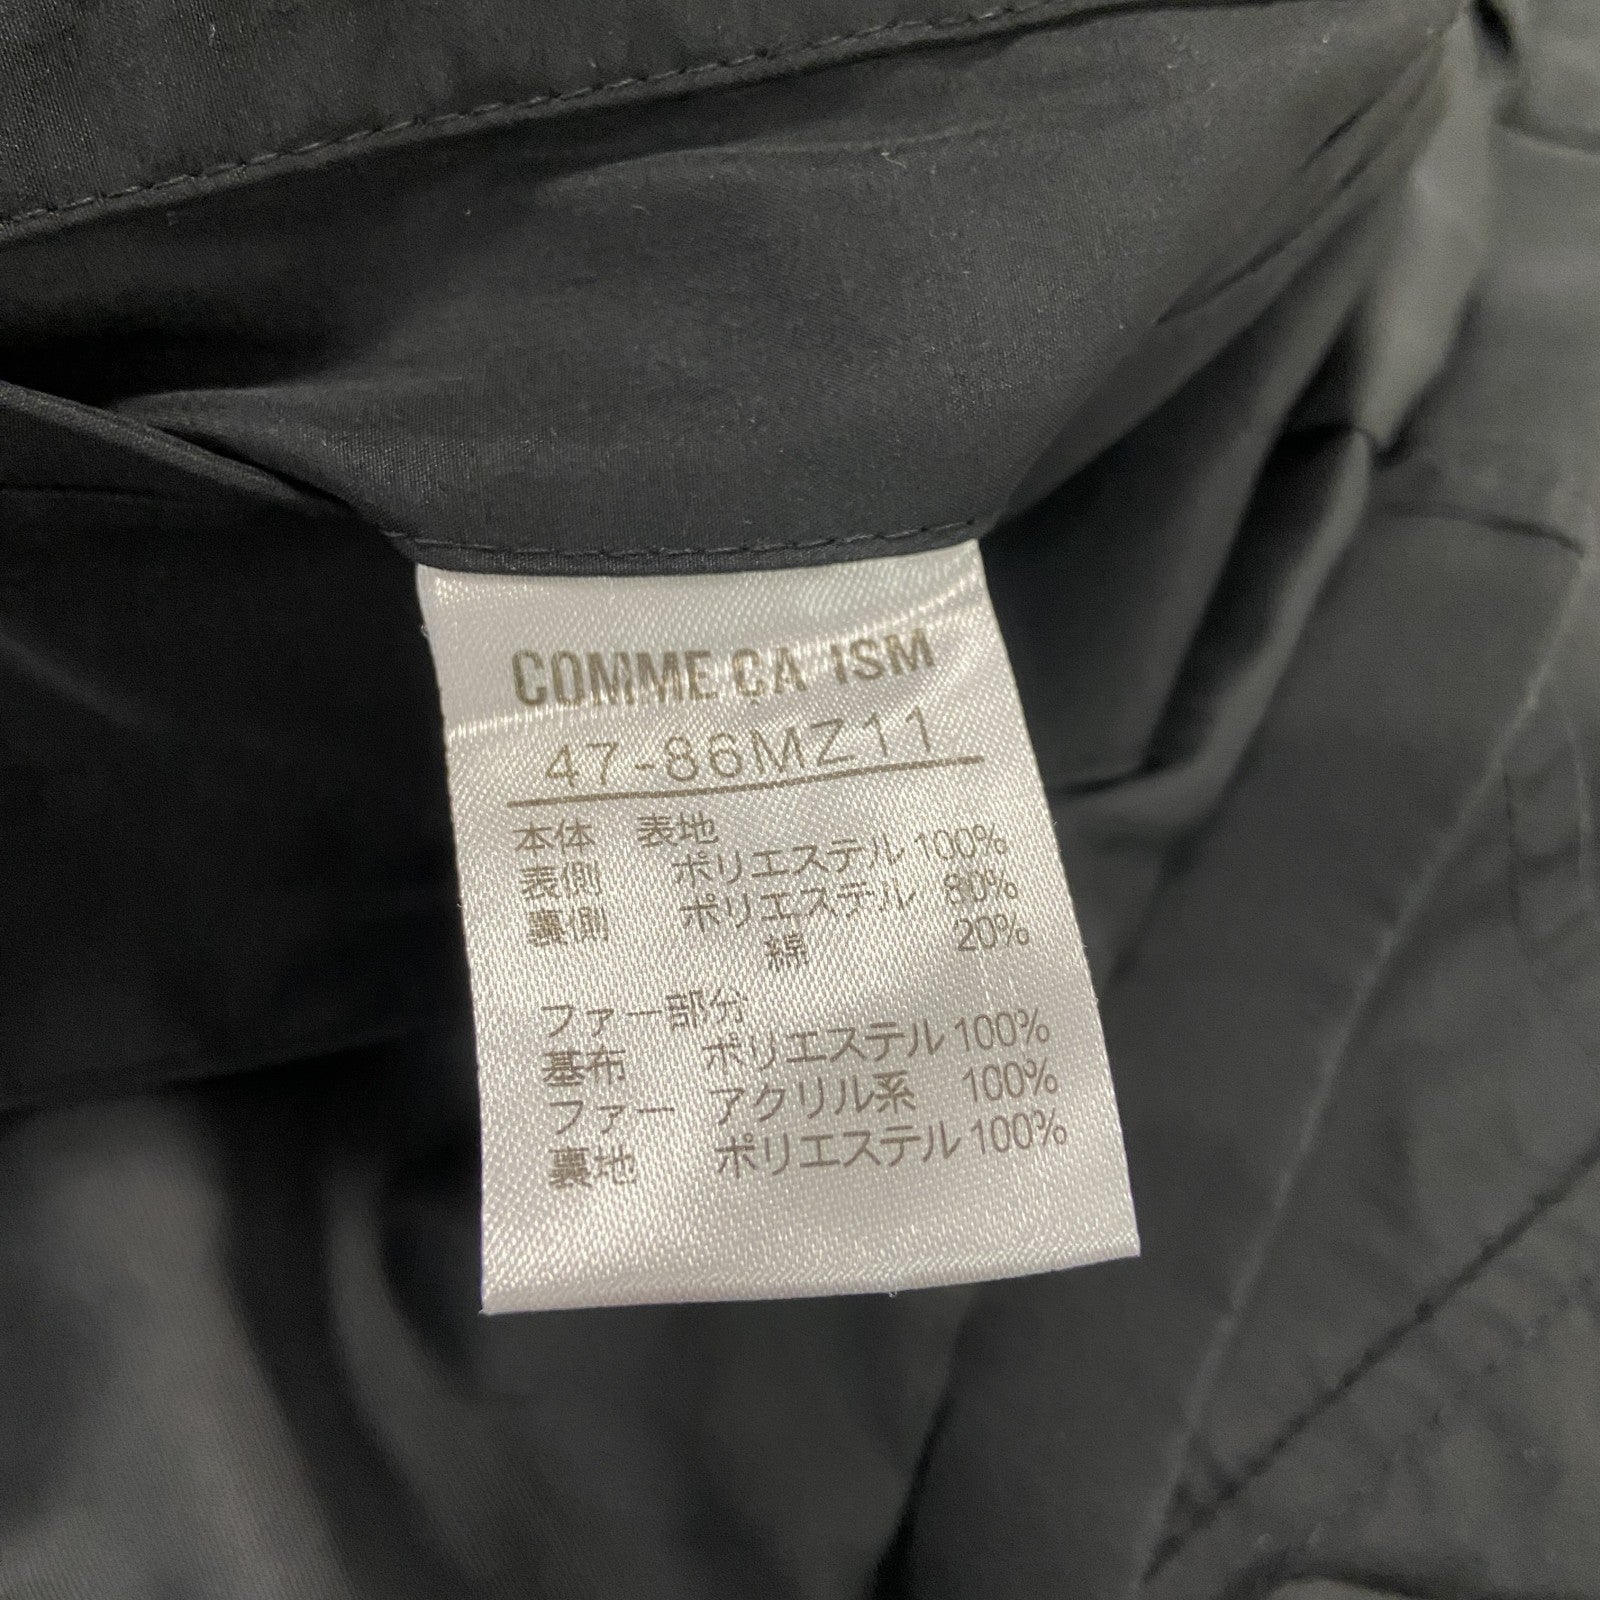 COMME CA ISM
47-86MZ11
本体 表地
表側 ポリエステル 100%
裏側 ポリエステル 80%
綿 20%
ファー部分
基布 ポリエステル 100%
ファー アクリル系 100%
裏地 ポリエステル 100%